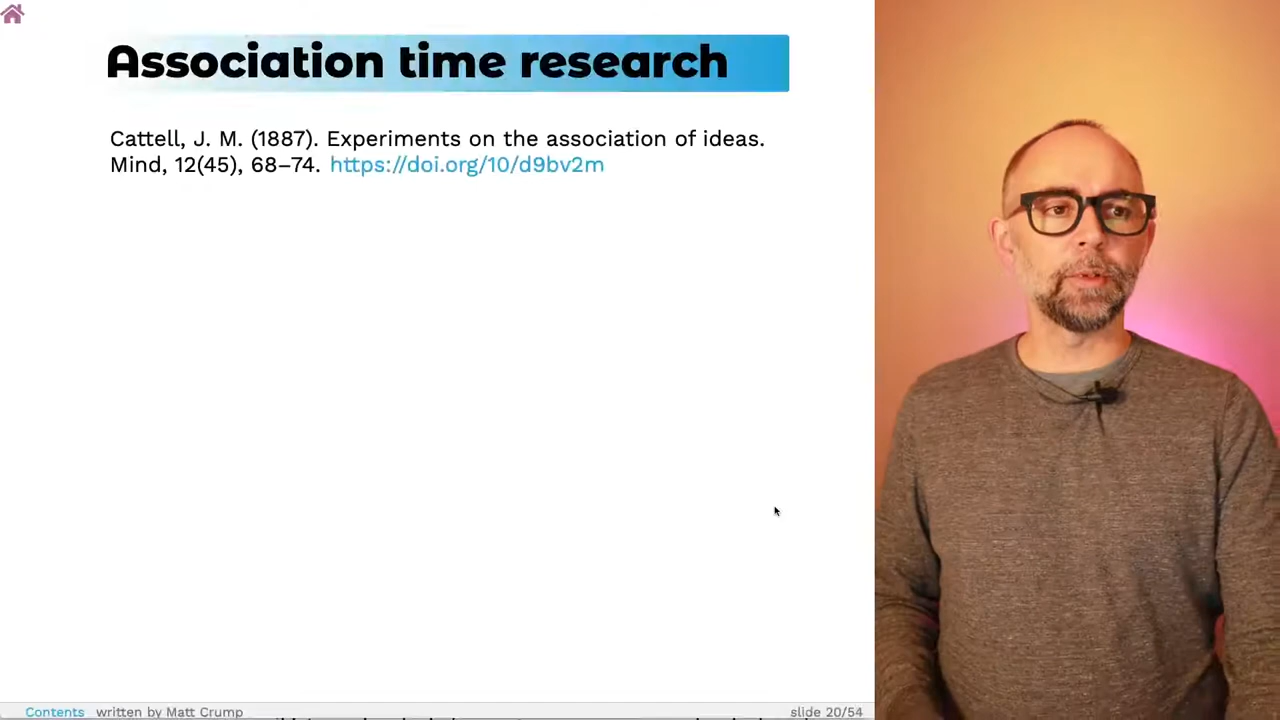 Association time research
Cattell, J. M. (1887). Experiments on the association of ideas.
Mind, 12(45), 68–74. https://doi.org/10/d9bv2m
Contents written by Matt Crump slide 20/54